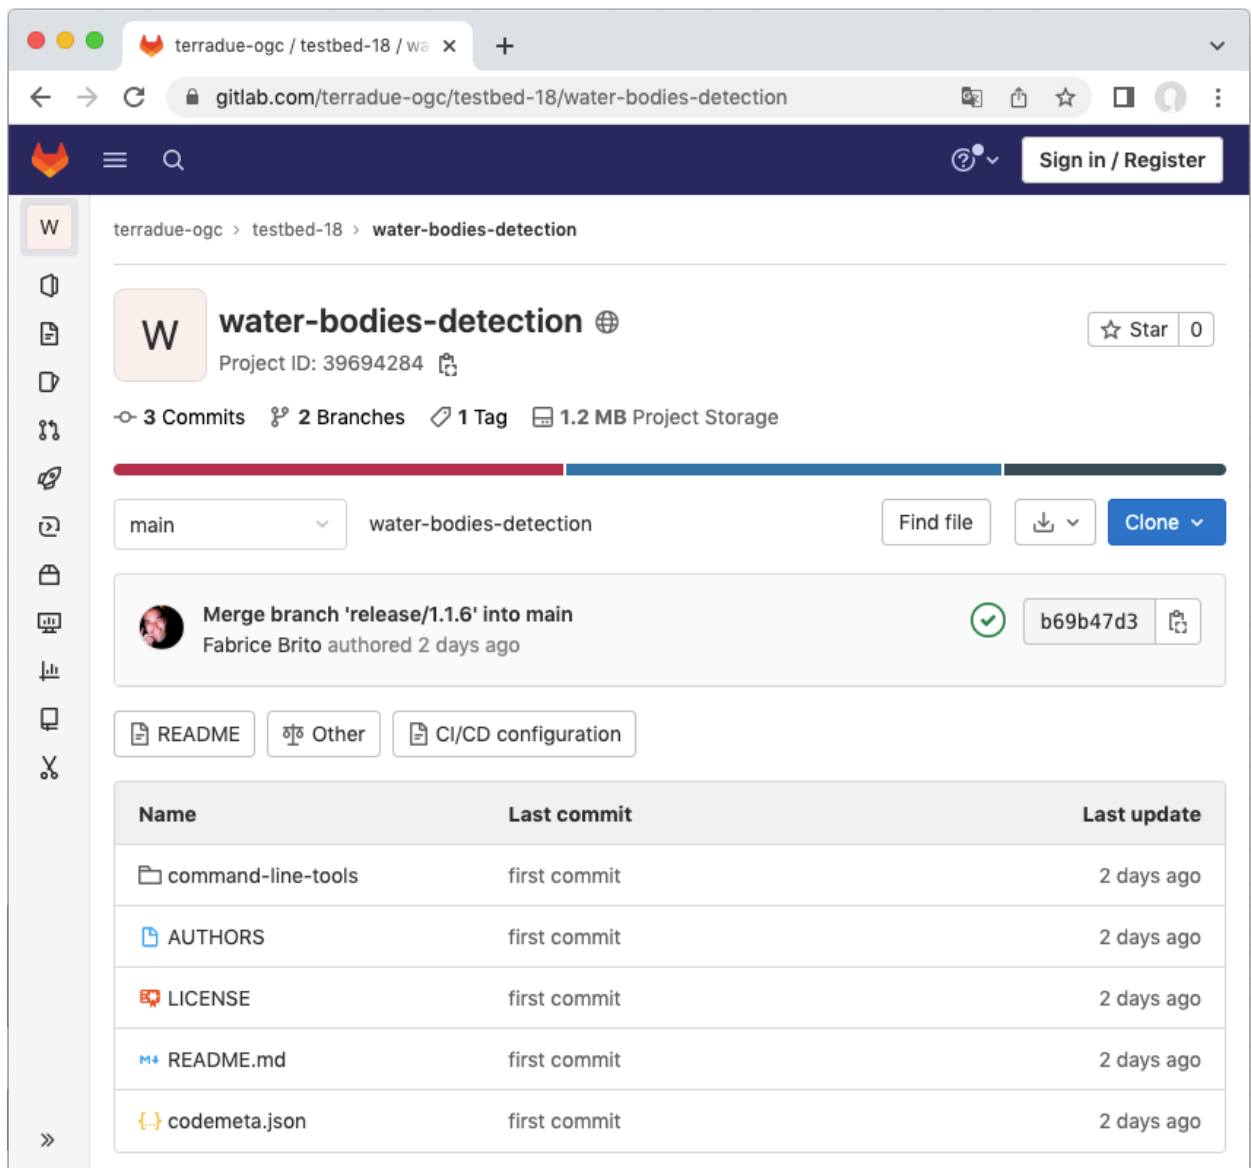 terradue-ogc / testbed-18 / wa
gitlab.com/terradue-ogc/testbed-18/water-bodies-detection
Sign in / Register
W
terradue-ogc › testbed-18 › water-bodies-detection
W
water-bodies-detection
Project ID: 39694284
Star 0
3 Commits 2 Branches 1 Tag 1.2 MB Project Storage
main water-bodies-detection Find file Clone
Merge branch 'release/1.1.6' into main
Fabrice Brito authored 2 days ago
b69b47d3
README Other CI/CD configuration
Name Last commit Last update
command-line-tools first commit 2 days ago
AUTHORS first commit 2 days ago
LICENSE first commit 2 days ago
README.md first commit 2 days ago
codemeta.json first commit 2 days ago